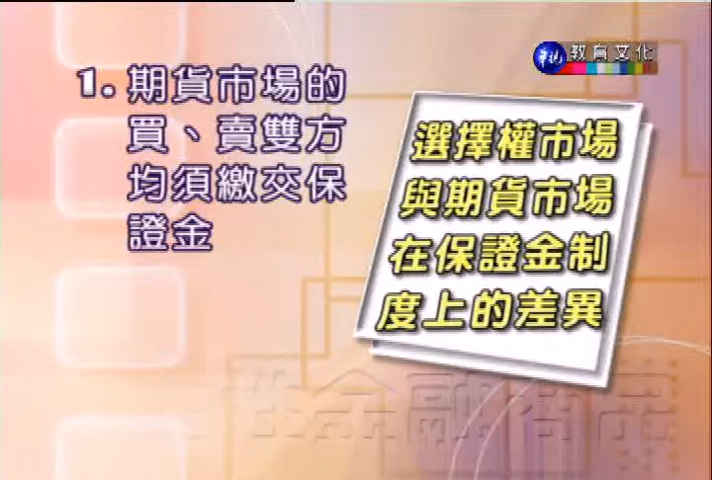 華視 教育文化
1. 期貨市場的
買、賣雙方
均須繳交保
證金
選擇權市場
與期貨市場
在保證金制
度上的差異